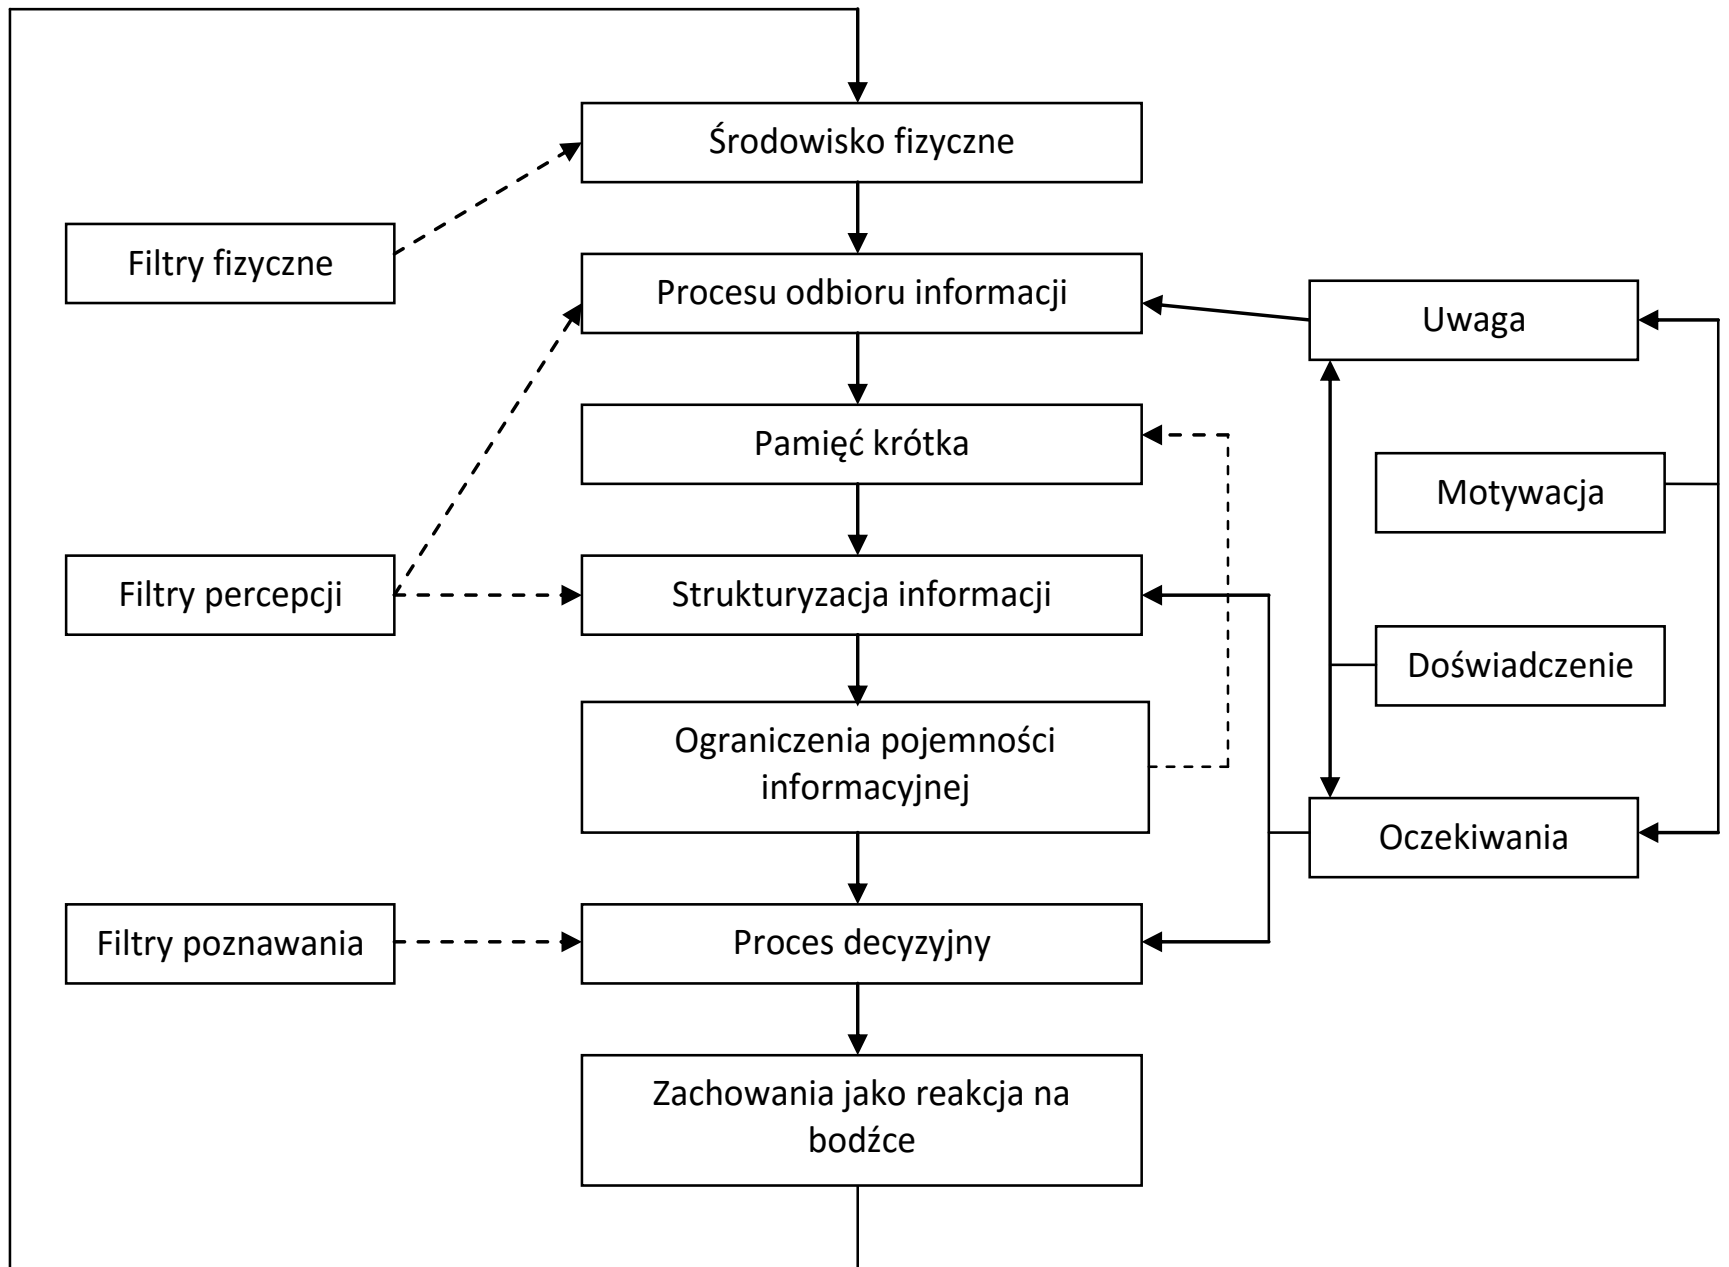 Środowisko fizyczne
Filtry fizyczne
Procesu odbioru informacji
Uwaga
Pamięć krótka
Motywacja
Filtry percepcji
Strukturyzacja informacji
Doświadczenie
Ograniczenia pojemności
informacyjnej
Oczekiwania
Filtry poznawania
Proces decyzyjny
Zachowania jako reakcja na
bodźce